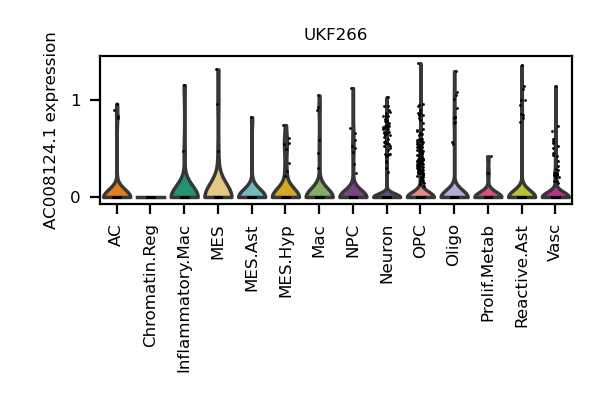 UKF266
AC008124.1 expression
1
0
AC
Chromatin.Reg
Inflammatory.Mac
MES
MES.Ast
MES.Hyp
Mac
NPC
Neuron
OPC
Oligo
Prolif.Metab
Reactive.Ast
Vasc